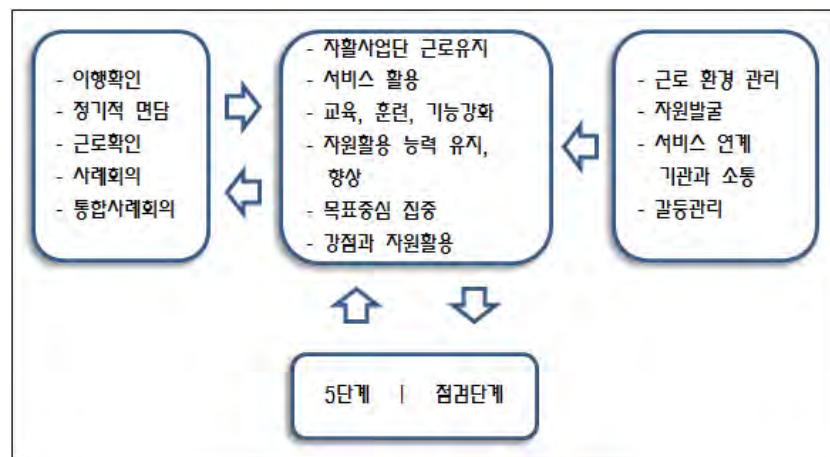 - 이행확인
- 정기적 면담
- 근로확인
- 사례회의
- 통합사례회의
- 자활사업단 근로유지
- 서비스 활용
- 교육, 훈련, 기능강화
- 자원활용 능력 유지,
향상
- 목표중심 집중
- 강점과 자원활용
- 근로 환경 관리
- 자원발굴
- 서비스 연계
기관과 소통
- 갈등관리
5단계 | 점검단계